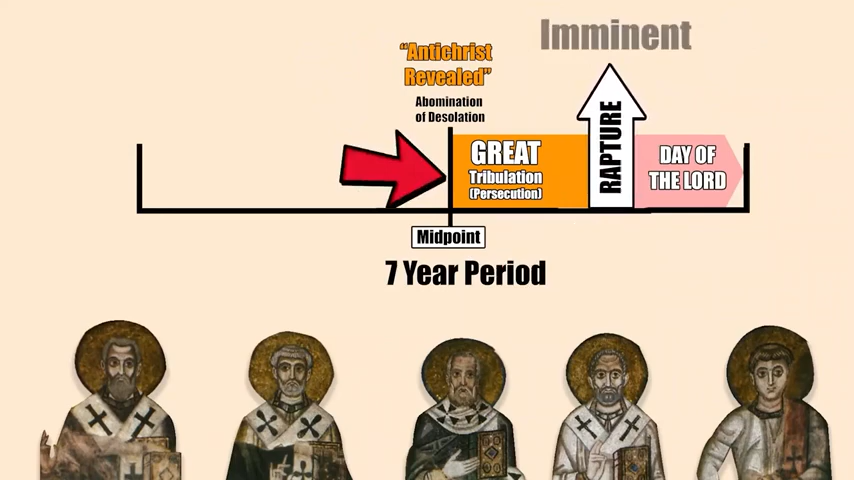 Imminent
“Antichrist
Revealed”
Abomination
of Desolation
GREAT
Tribulation
(Persecution)
RAPTURE
DAY OF
THE LORD
Midpoint
7 Year Period